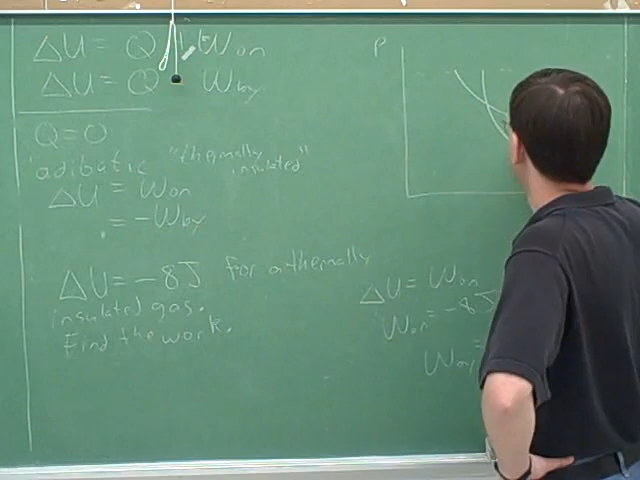 ΔU = Q + Won
ΔU = Q - Wby
Q = 0
'adibatic "thermally insulated"
ΔU = Won
= -Wby
ΔU = -8J for a thermally
insulated gas.
Find the work.
P
ΔU = Won
Won = -8J
Wby =